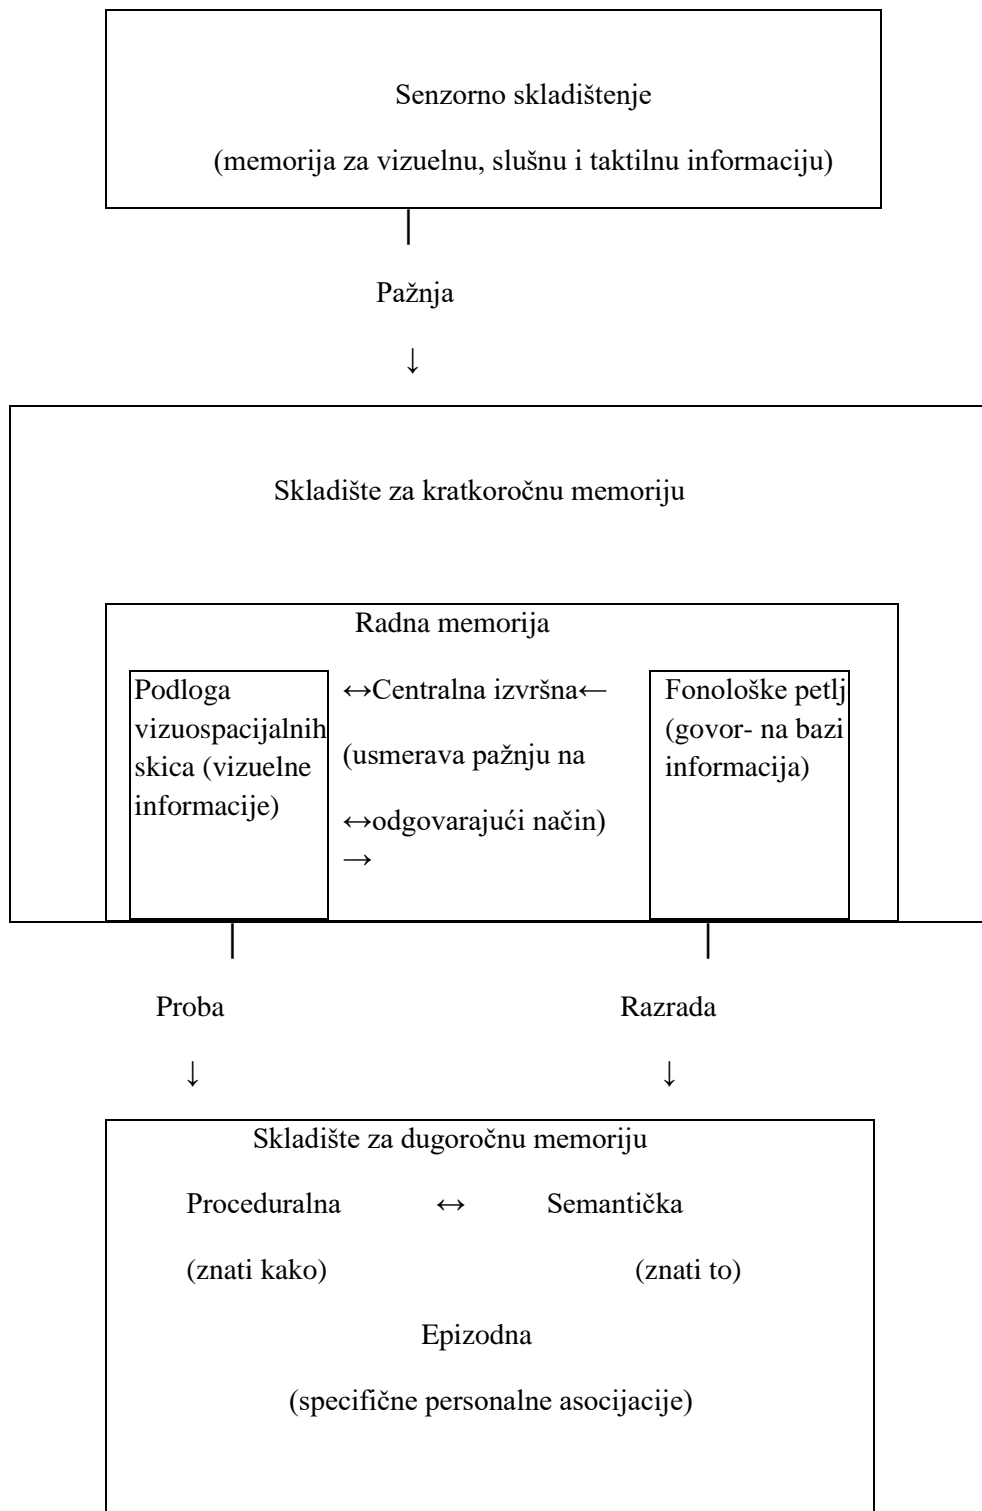 Senzorno skladištenje
(memorija za vizuelnu, slušnu i taktilnu informaciju)
Pažnja
↓
Skladište za kratkoročnu memoriju
Radna memorija
Podloga
vizuospacijalnih
skica (vizuelne
informacije)
↔Centralna izvršna←
(usmerava pažnju na
↔odgovarajući način)
→
Fonološke petlj
(govor- na bazi
informacija)
Proba
Razrada
↓ ↓
Skladište za dugoročnu memoriju
Proceduralna ↔ Semantička
(znati kako) (znati to)
Epizodna
(specifične personalne asocijacije)